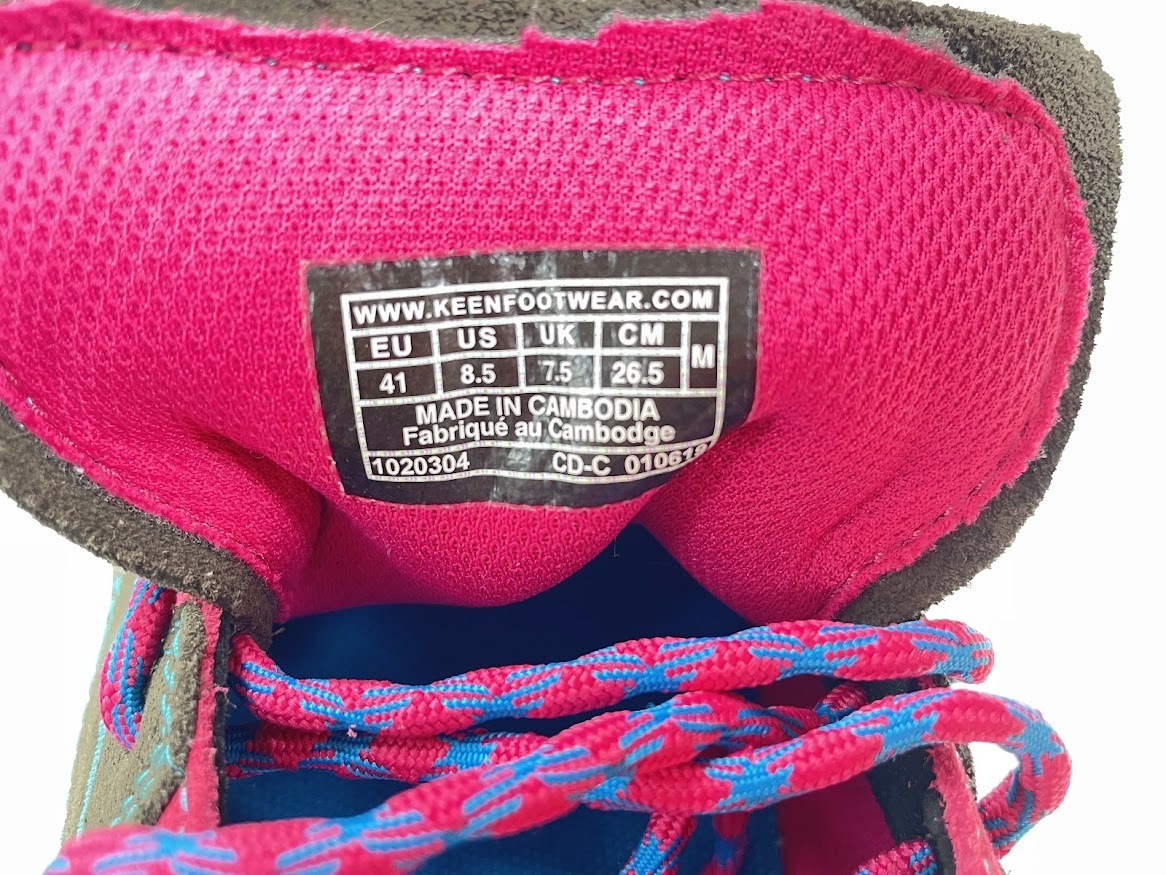 WWW.KEENFOOTWEAR.COM
EU US UK CM M
41 8.5 7.5 26.5
MADE IN CAMBODIA
Fabriqué au Cambodge
1020304 CD-C 010619